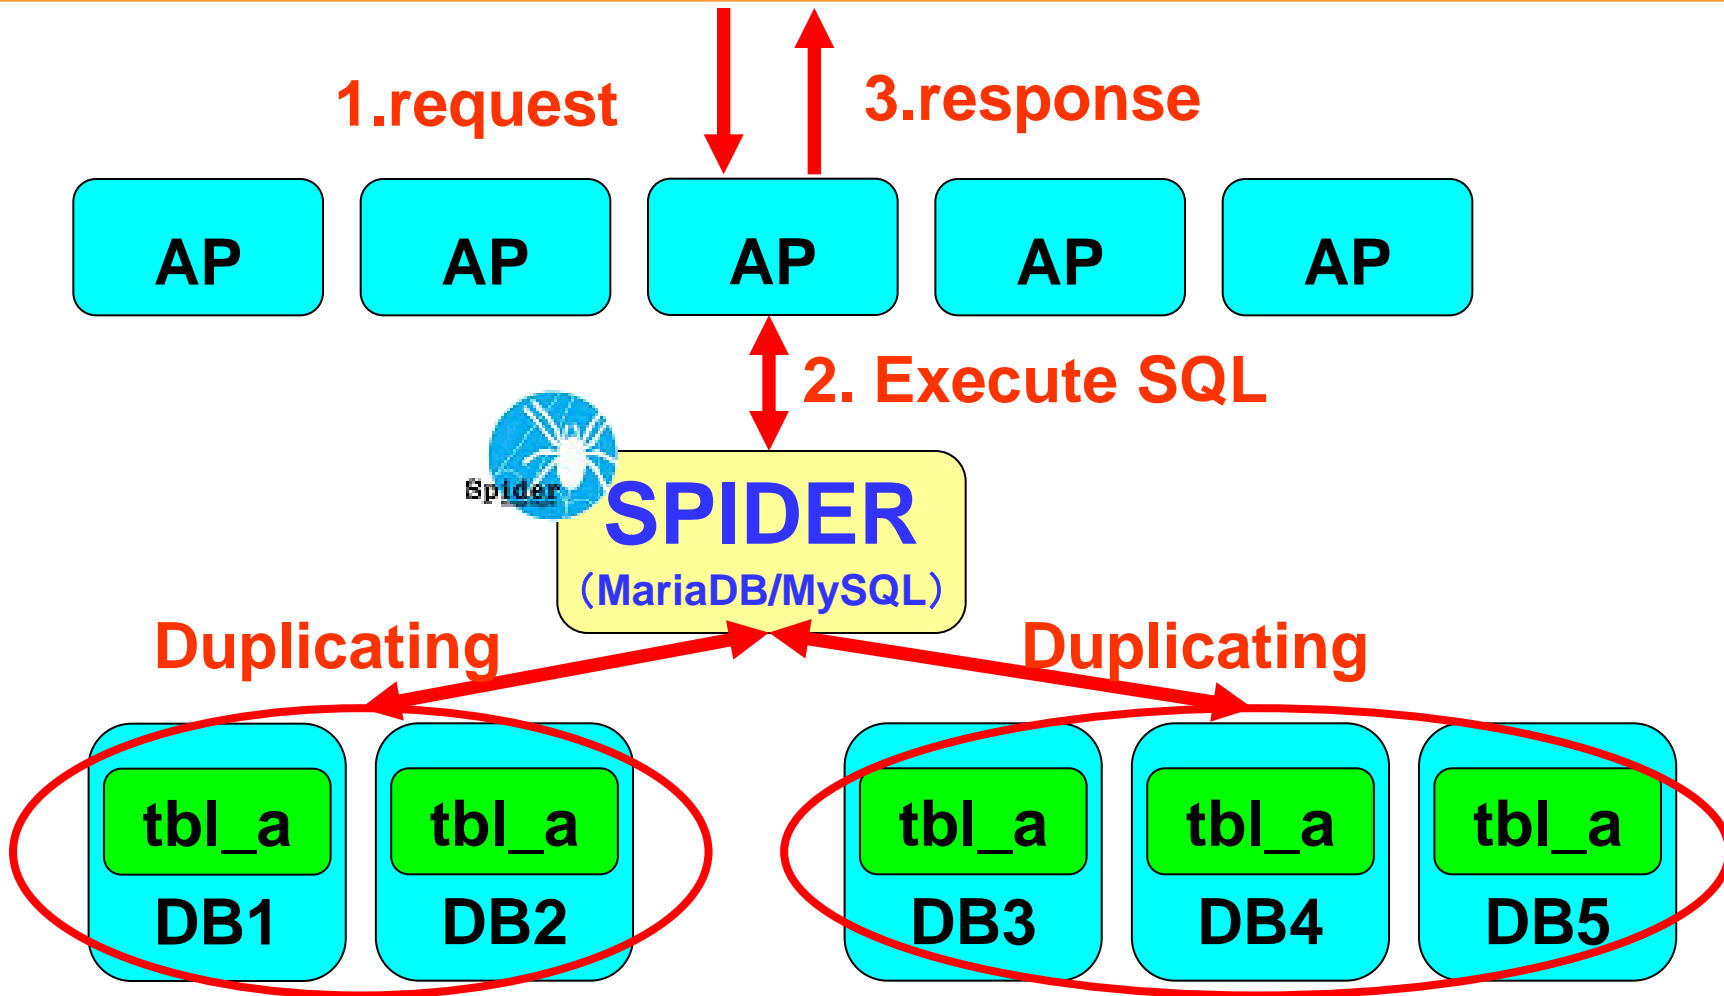 1.request
3.response
AP
AP
AP
AP
AP
2. Execute SQL
Spider
SPIDER
（MariaDB/MySQL）
Duplicating
Duplicating
tbl_a
tbl_a
tbl_a
tbl_a
tbl_a
DB1
DB2
DB3
DB4
DB5